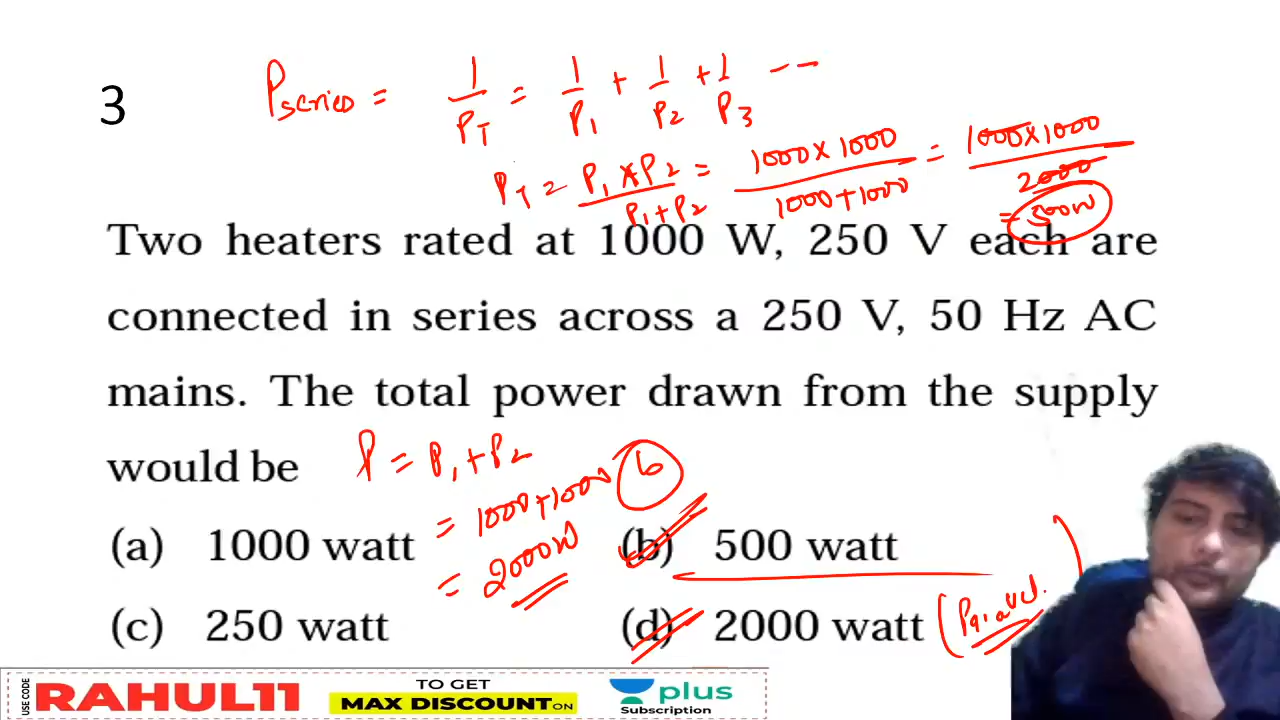 3
Pseries = 1/PT = 1/P1 + 1/P2 + 1/P3 --
PT = P1 × P2 / P1 + P2 = 1000 × 1000 / 1000 + 1000 = 1000 × 1000 / 2000
= 500W
Two heaters rated at 1000 W, 250 V each are
connected in series across a 250 V, 50 Hz AC
mains. The total power drawn from the supply
would be
P = P1 + P2
= 1000 + 1000
= 2000W
b
(a) 1000 watt
(b) 500 watt
(c) 250 watt
(d) 2000 watt
(Parallel)
USE CODE
RAHUL11
TO GET
MAX DISCOUNT ON
plus
Subscription